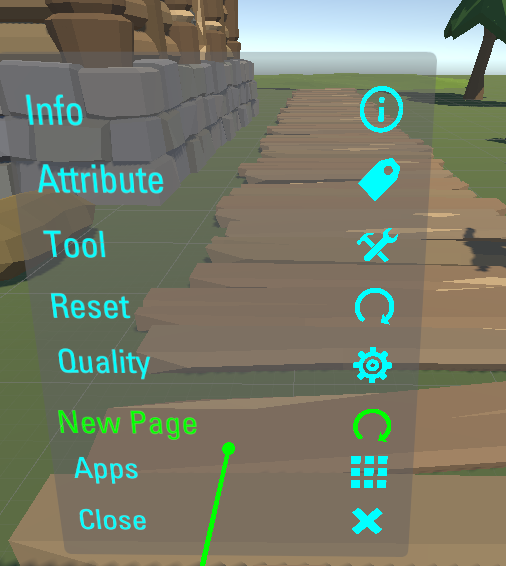 Info
Attribute
Tool
Reset
Quality
New Page
Apps
Close